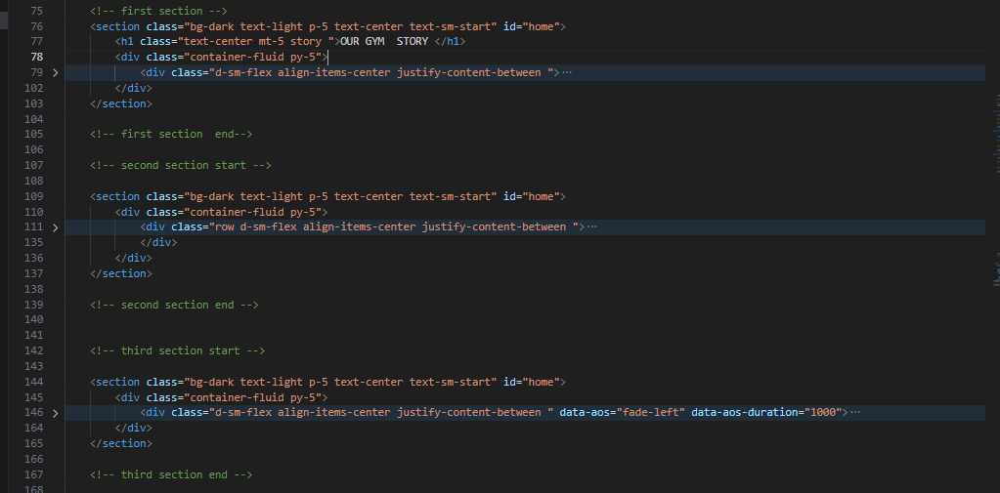 75 <!-- first section -->
76 <section class="bg-dark text-light p-5 text-center text-sm-start" id="home">
77 <h1 class="text-center mt-5 story ">OUR GYM  STORY </h1>
78 <div class="container-fluid py-5">
79 <div class="d-sm-flex align-items-center justify-content-between ">…
102 </div>
103 </section>
104
105 <!-- first section  end-->
106
107 <!-- second section start -->
108
109 <section class="bg-dark text-light p-5 text-center text-sm-start" id="home">
110 <div class="container-fluid py-5">
111 <div class="row d-sm-flex align-items-center justify-content-between ">…
135 </div>
136 </div>
137 </section>
138
139 <!-- second section end -->
140
141
142 <!-- third section start -->
143
144 <section class="bg-dark text-light p-5 text-center text-sm-start" id="home">
145 <div class="container-fluid py-5">
146 <div class="d-sm-flex align-items-center justify-content-between " data-aos="fade-left" data-aos-duration="1000">…
164 </div>
165 </section>
166
167 <!-- third section end -->
168